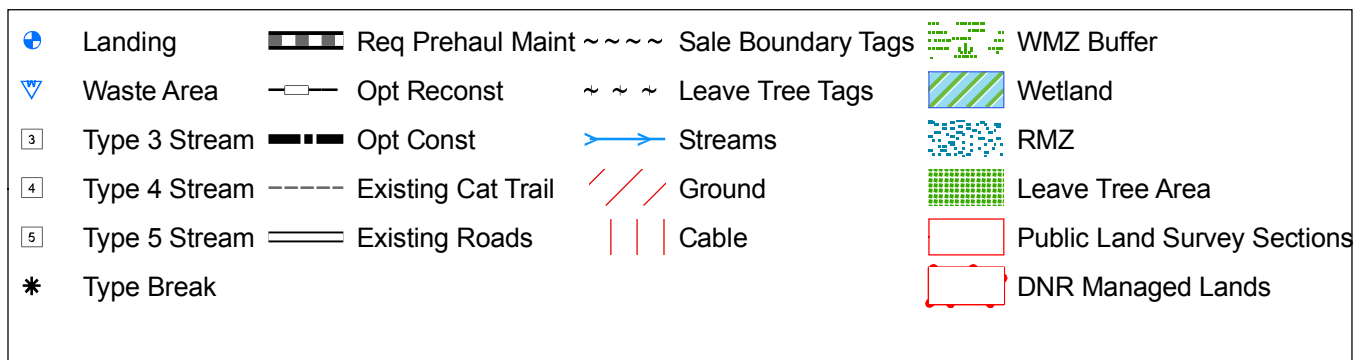 Landing
W
Waste Area
3
Type 3 Stream
4
Type 4 Stream
5
Type 5 Stream
Type Break
Req Prehaul Maint
Opt Reconst
Opt Const
Existing Cat Trail
Existing Roads
Sale Boundary Tags
Leave Tree Tags
Streams
Ground
Cable
WMZ Buffer
Wetland
RMZ
Leave Tree Area
Public Land Survey Sections
DNR Managed Lands